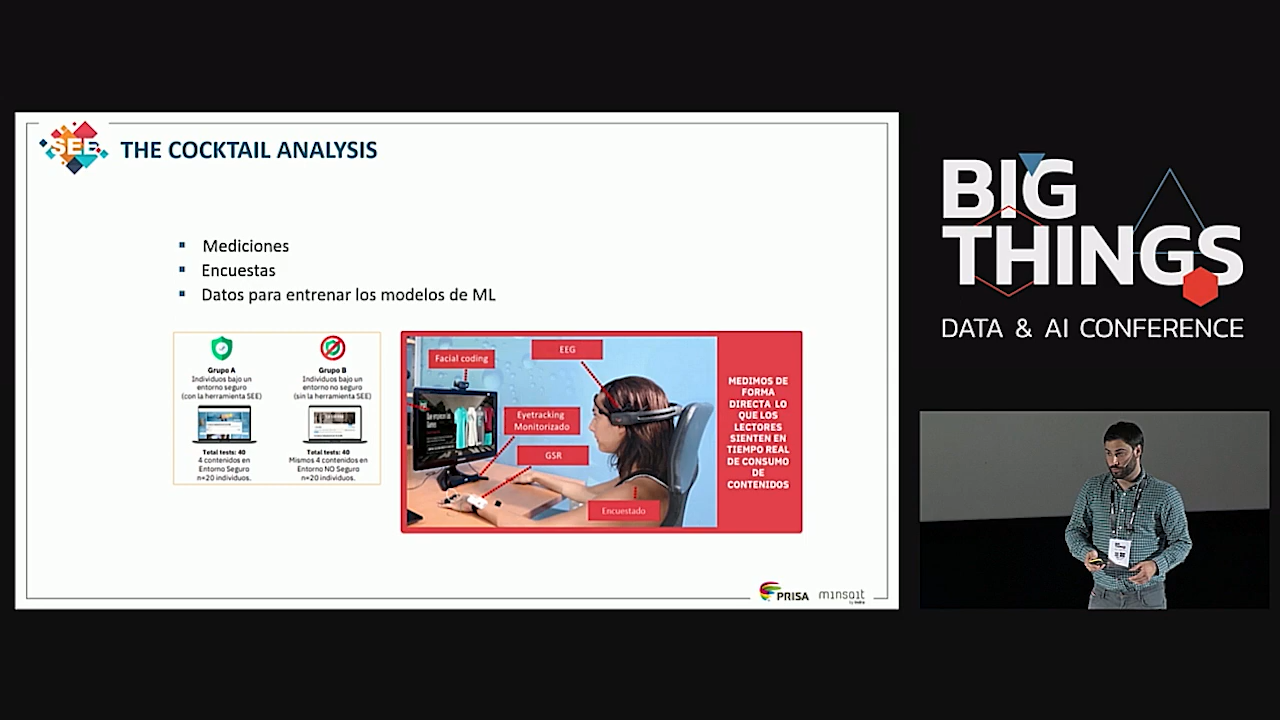 SEE
THE COCKTAIL ANALYSIS
Mediciones
Encuestas
Datos para entrenar los modelos de ML
Grupo A
Individuos bajo un
entorno seguro
(con la herramienta SEE)
Total tests: 40
4 contenidos en
Entorno Seguro
n=20 individuos.
Grupo B
Individuos bajo un
entorno no seguro
(sin la herramienta SEE)
Total tests: 40
Mismos 4 contenidos en
Entorno NO Seguro
n=20 individuos.
Facial coding
EEG
Eyetracking
Monitorizado
GSR
Encuestado
MEDIMOS DE
FORMA
DIRECTA LO
QUE LOS
LECTORES
SIENTEN EN
TIEMPO REAL
DE CONSUMO
DE
CONTENIDOS
PRISA
minsait
BIG
THINGS
DATA & AI CONFERENCE